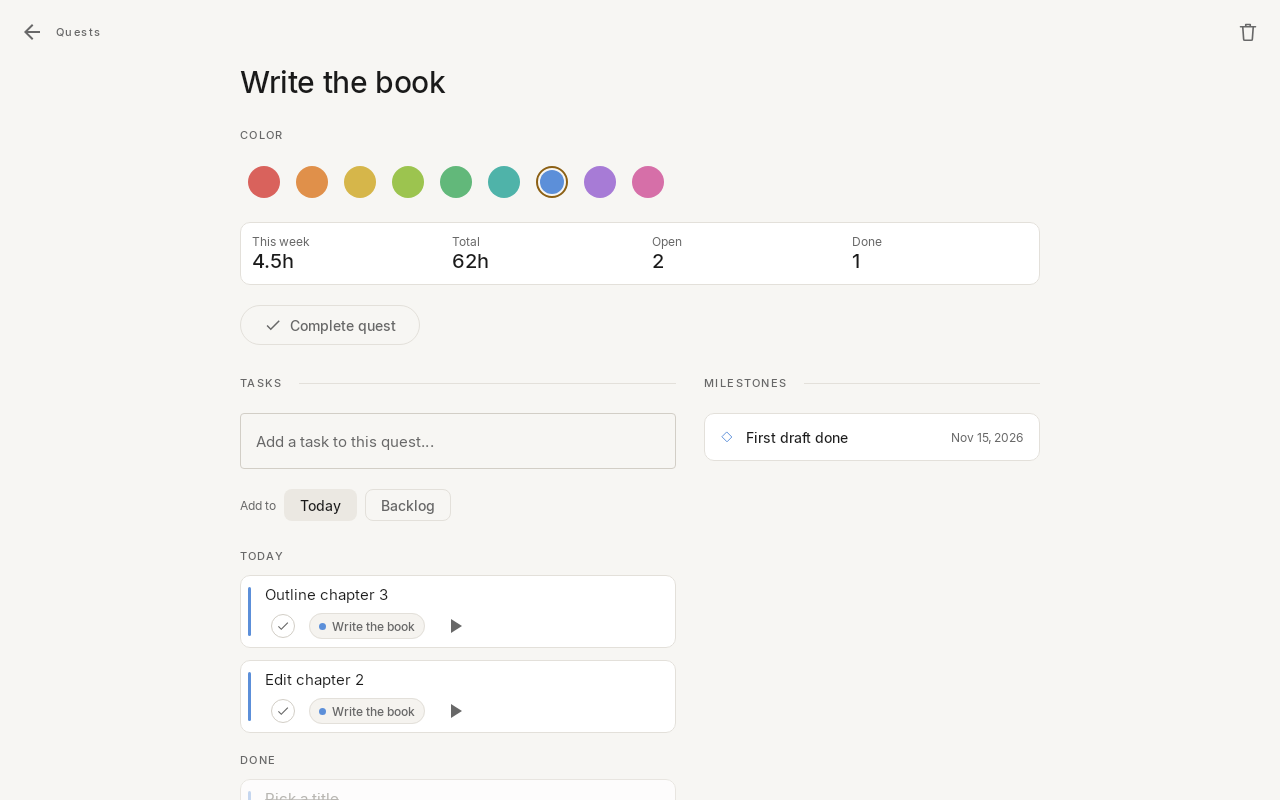 Quests
Write the book
COLOR
This week
4.5h
Total
62h
Open
2
Done
1
Complete quest
TASKS
Add a task to this quest...
Add to
Today
Backlog
TODAY
Outline chapter 3
Write the book
Edit chapter 2
Write the book
DONE
Pick a title
MILESTONES
First draft done
Nov 15, 2026